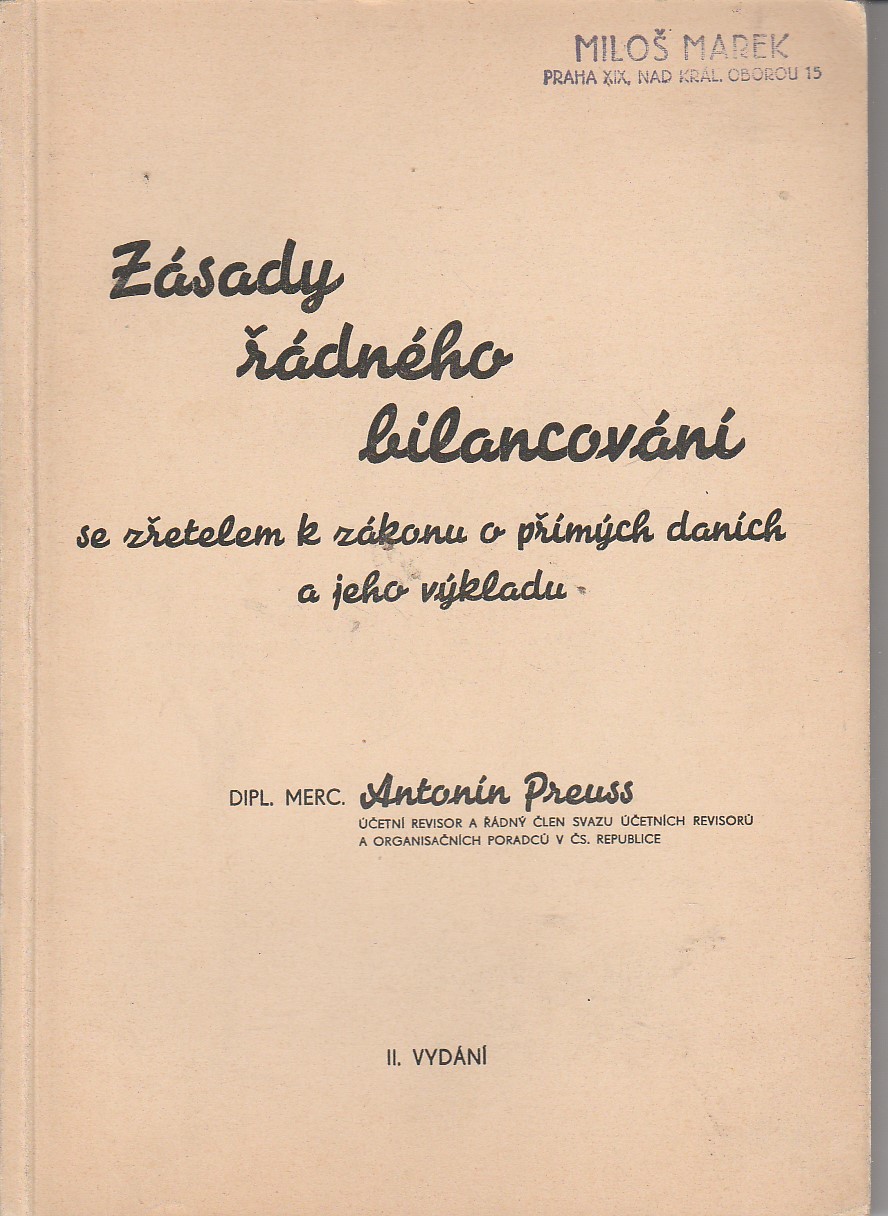 MILOŠ MAREK
PRAHA XIX, NAD KRÁL. OBOROU 15
Zásady
řádného
bilancování
se zřetelem k zákonu o přímých daních
a jeho výkladu
DIPL. MERC. Antonín Preuss
ÚČETNÍ REVISOR A ŘÁDNÝ ČLEN SVAZU ÚČETNÍCH REVISORŮ
A ORGANISAČNÍCH PORADCŮ V ČS. REPUBLICE
II. VYDÁNÍ